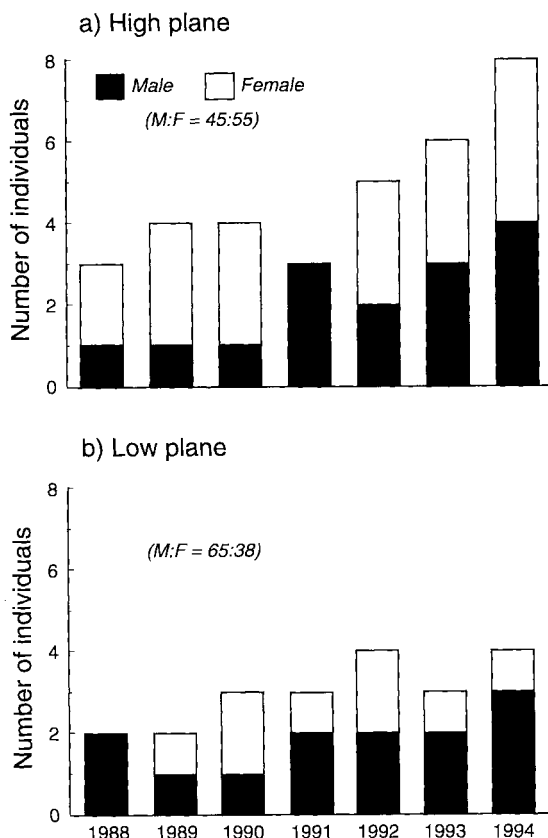 a) High plane
8
Male Female
(M:F = 45:55)
6
4
2
0
Number of individuals
b) Low plane
8
(M:F = 65:38)
6
4
2
0
Number of individuals
1988 1989 1990 1991 1992 1993 1994